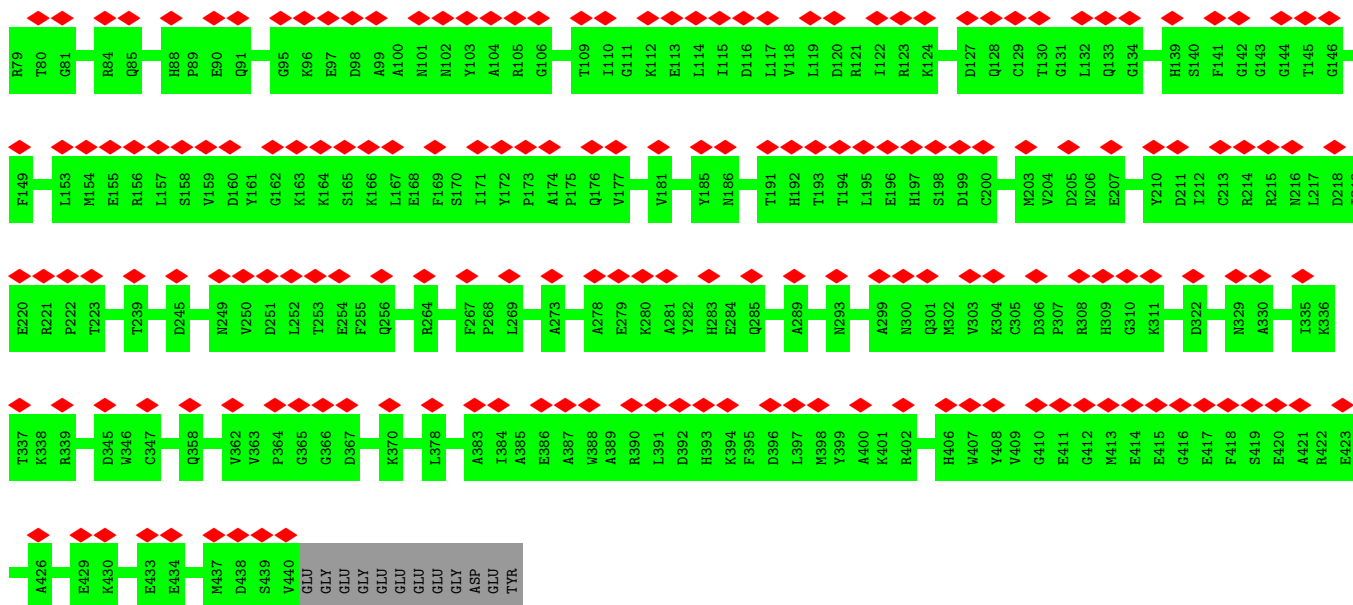 R79 T80 G81 R84 Q85 H88 P89 E90 Q91 G95 K96 E97 D98 A99 A100 N101 N102 Y103 A104 R105 G106 T109 I110 G111 K112 E113 L114 I115 D116 L117 V118 L119 D120 R121 I122 R123 K124 D127 Q128 C129 T130 G131 L132 Q133 G134 H139 S140 F141 G142 G143 G144 T145 G146
F149 L153 M154 E155 R156 L157 S158 V159 D160 Y161 G162 K163 K164 S165 K166 L167 E168 F169 S170 I171 Y172 P173 A174 P175 Q176 V177 V181 Y185 N186 T191 H192 T193 T194 L195 E196 H197 S198 D199 C200 M203 V204 D205 N206 E207 Y210 D211 I212 C213 R214 R215 N216 L217 D218
E220 R221 P222 T223 T239 D245 N249 V250 D251 L252 T253 E254 F255 Q256 R264 F267 P268 L269 A273 A278 E279 K280 A281 Y282 H283 E284 Q285 A289 N293 A299 N300 Q301 M302 V303 K304 C305 D306 P307 R308 H309 G310 K311 D322 N329 A330 I335 K336
T337 K338 R339 D345 W346 C347 Q358 V362 V363 P364 G365 G366 D367 K370 L378 A383 I384 A385 E386 A387 W388 A389 R390 L391 D392 H393 K394 F395 D396 L397 M398 Y399 A400 K401 R402 H406 W407 Y408 V409 G410 E411 G412 M413 E414 E415 G416 E417 F418 S419 E420 A421 R422 E423
A426 E429 K430 E433 E434 M437 D438 S439 V440 GLU GLY GLU GLY GLU GLU GLU GLU GLY ASP GLU TYR